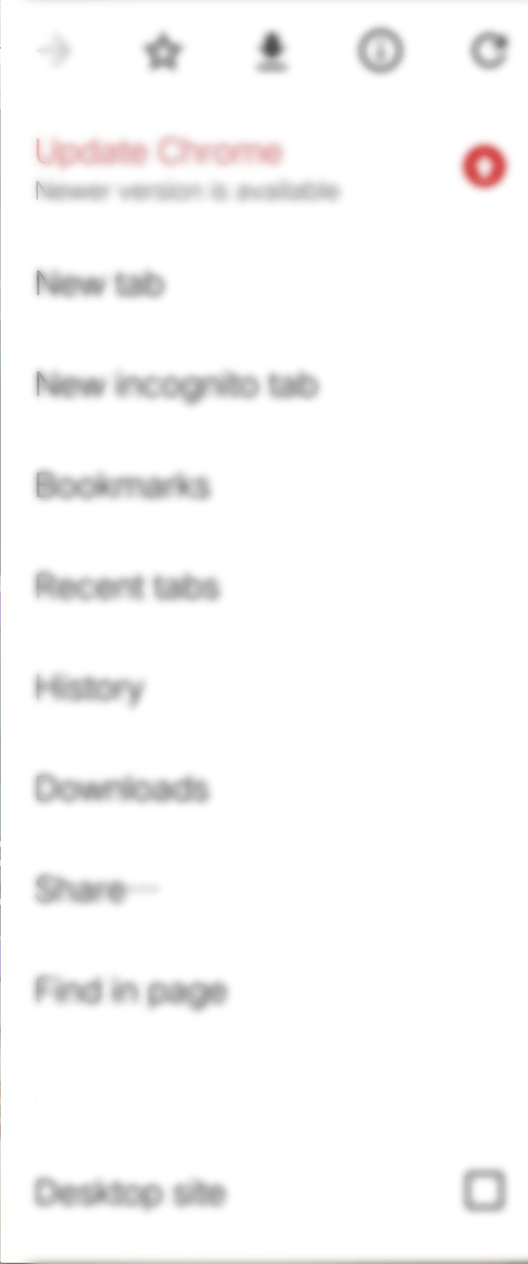 Update Chrome
Newer version is available
New tab
New incognito tab
Bookmarks
Recent tabs
History
Downloads
Share…
Find in page
Desktop site